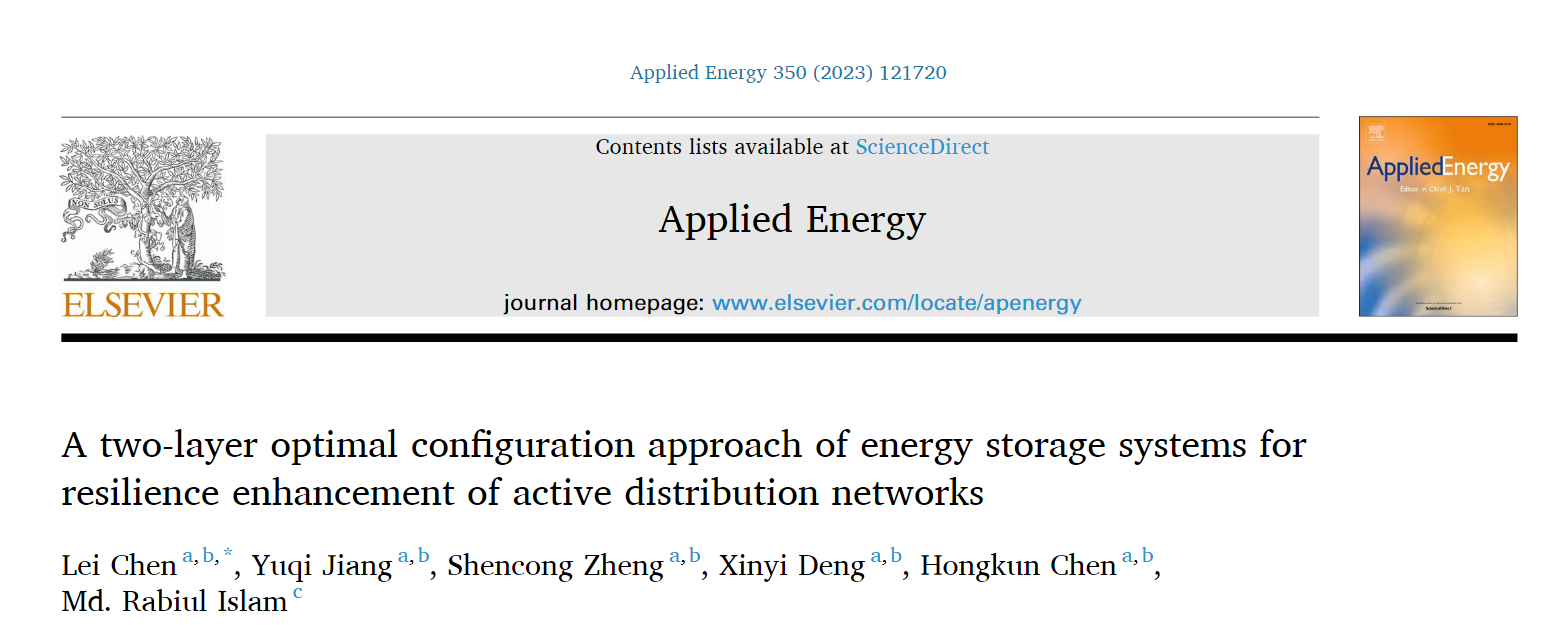 Applied Energy 350 (2023) 121720
Contents lists available at ScienceDirect
Applied Energy
journal homepage: www.elsevier.com/locate/apenergy
NON SOLUS
ELSEVIER
AppliedEnergy
Editor in Chief: J. Yan
ScienceDirect
A two-layer optimal configuration approach of energy storage systems for
resilience enhancement of active distribution networks
Lei Chen a,b,*, Yuqi Jiang a,b, Shencong Zheng a,b, Xinyi Deng a,b, Hongkun Chen a,b,
Md. Rabiul Islam c